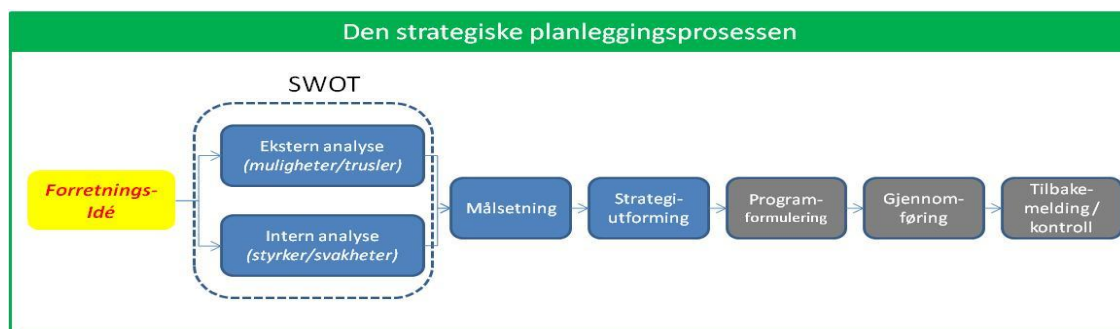 Den strategiske planleggingsprosessen
SWOT
Ekstern analyse
(muligheter/trusler)
Forretnings-
Idé
Intern analyse
(styrker/svakheter)
Målsetning
Strategi-
utforming
Program-
formulering
Gjennom-
føring
Tilbake-
melding/
kontroll